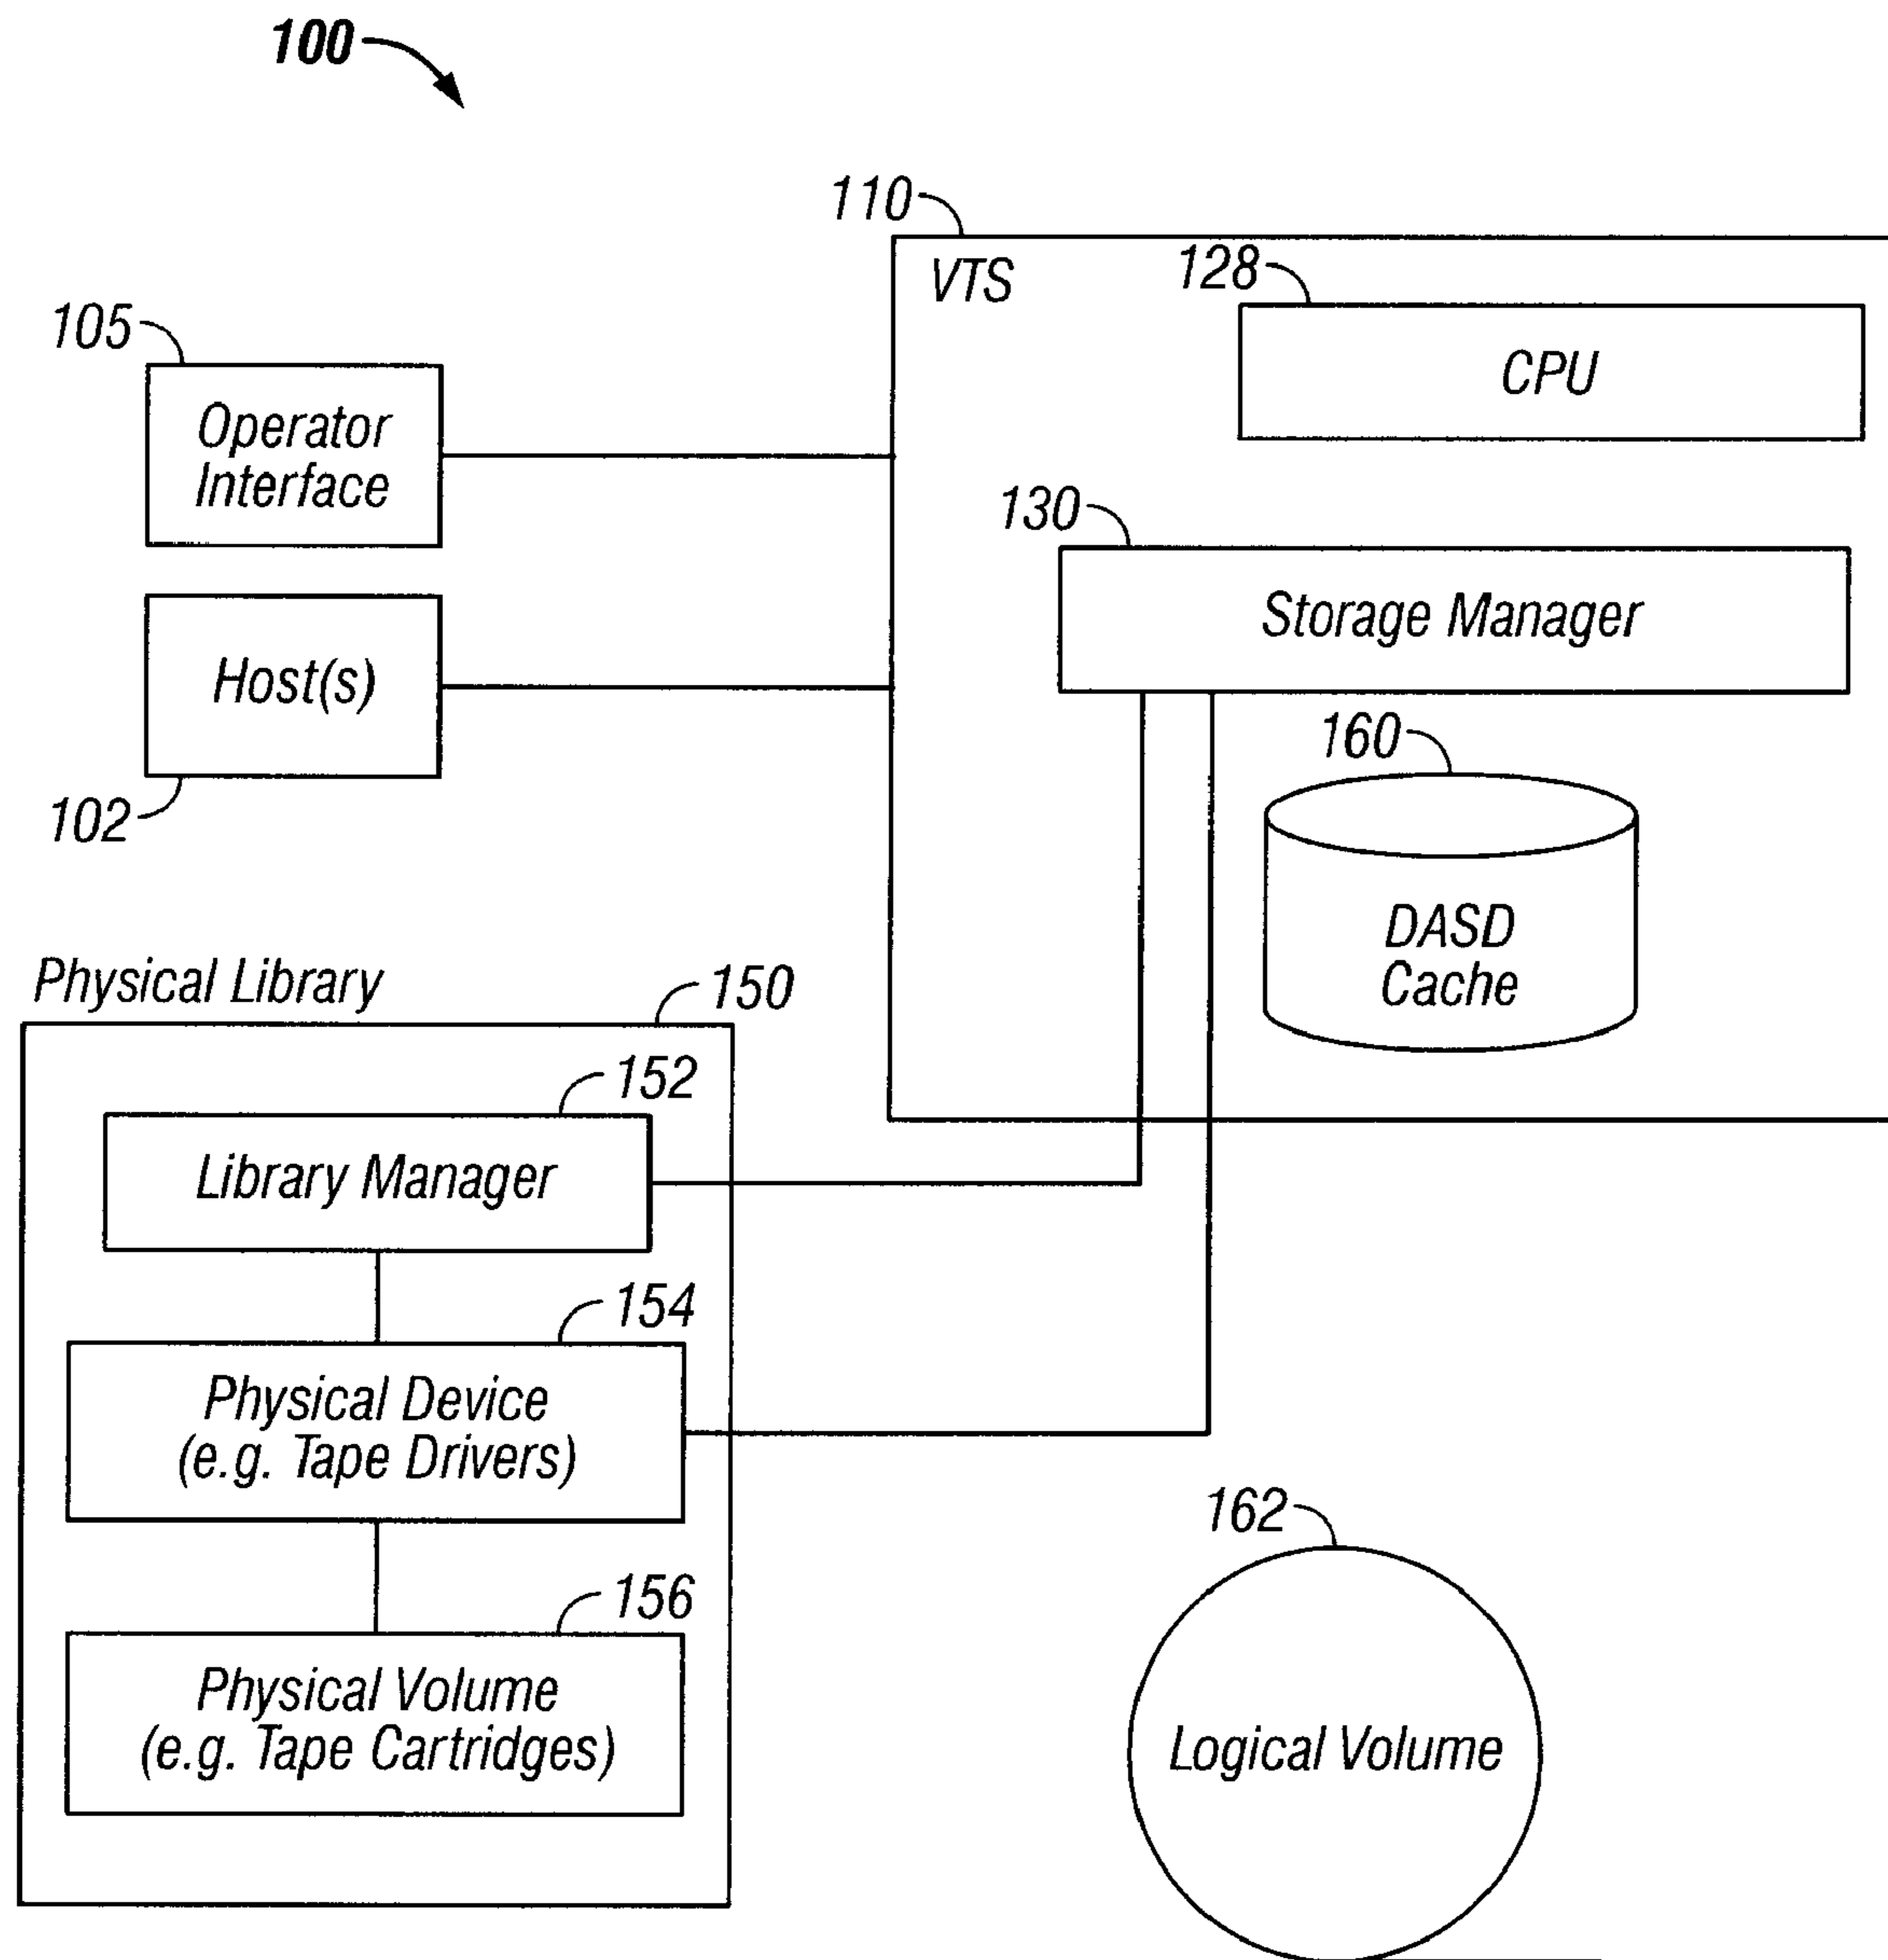 100
110
VTS
128
CPU
105
Operator
Interface
130
Storage Manager
Host(s)
102
160
DASD
Cache
Physical Library
150
152
Library Manager
154
Physical Device
(e.g. Tape Drivers)
156
Physical Volume
(e.g. Tape Cartridges)
162
Logical Volume